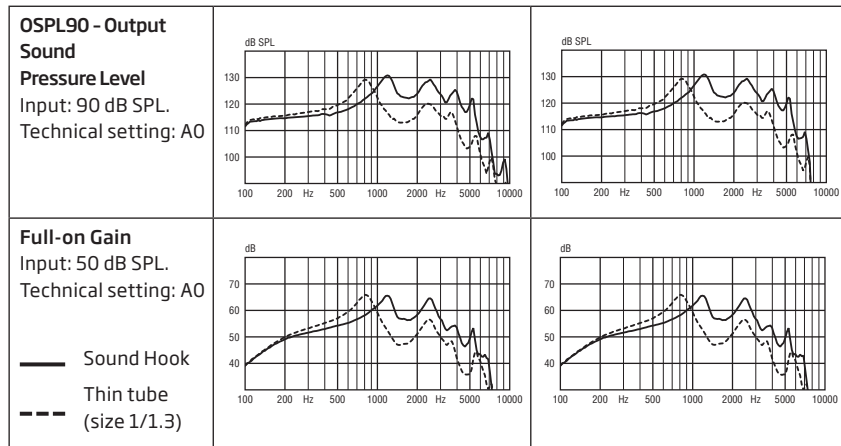 OSPL90 – Output
Sound
Pressure Level
Input: 90 dB SPL.
Technical setting: A0
dB SPL
130
120
110
100
100 200 Hz 500 1000 2000 Hz 5000 10000
dB SPL
130
120
110
100
100 200 Hz 500 1000 2000 Hz 5000 10000
Full-on Gain
Input: 50 dB SPL.
Technical setting: A0
Sound Hook
Thin tube
(size 1/1.3)
dB
70
60
50
40
100 200 Hz 500 1000 2000 Hz 5000 10000
dB
70
60
50
40
100 200 Hz 500 1000 2000 Hz 5000 10000